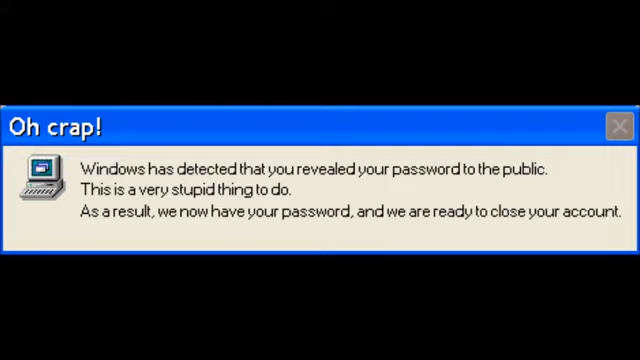 Oh crap!
Windows has detected that you revealed your password to the public.
This is a very stupid thing to do.
As a result, we now have your password, and we are ready to close your account.